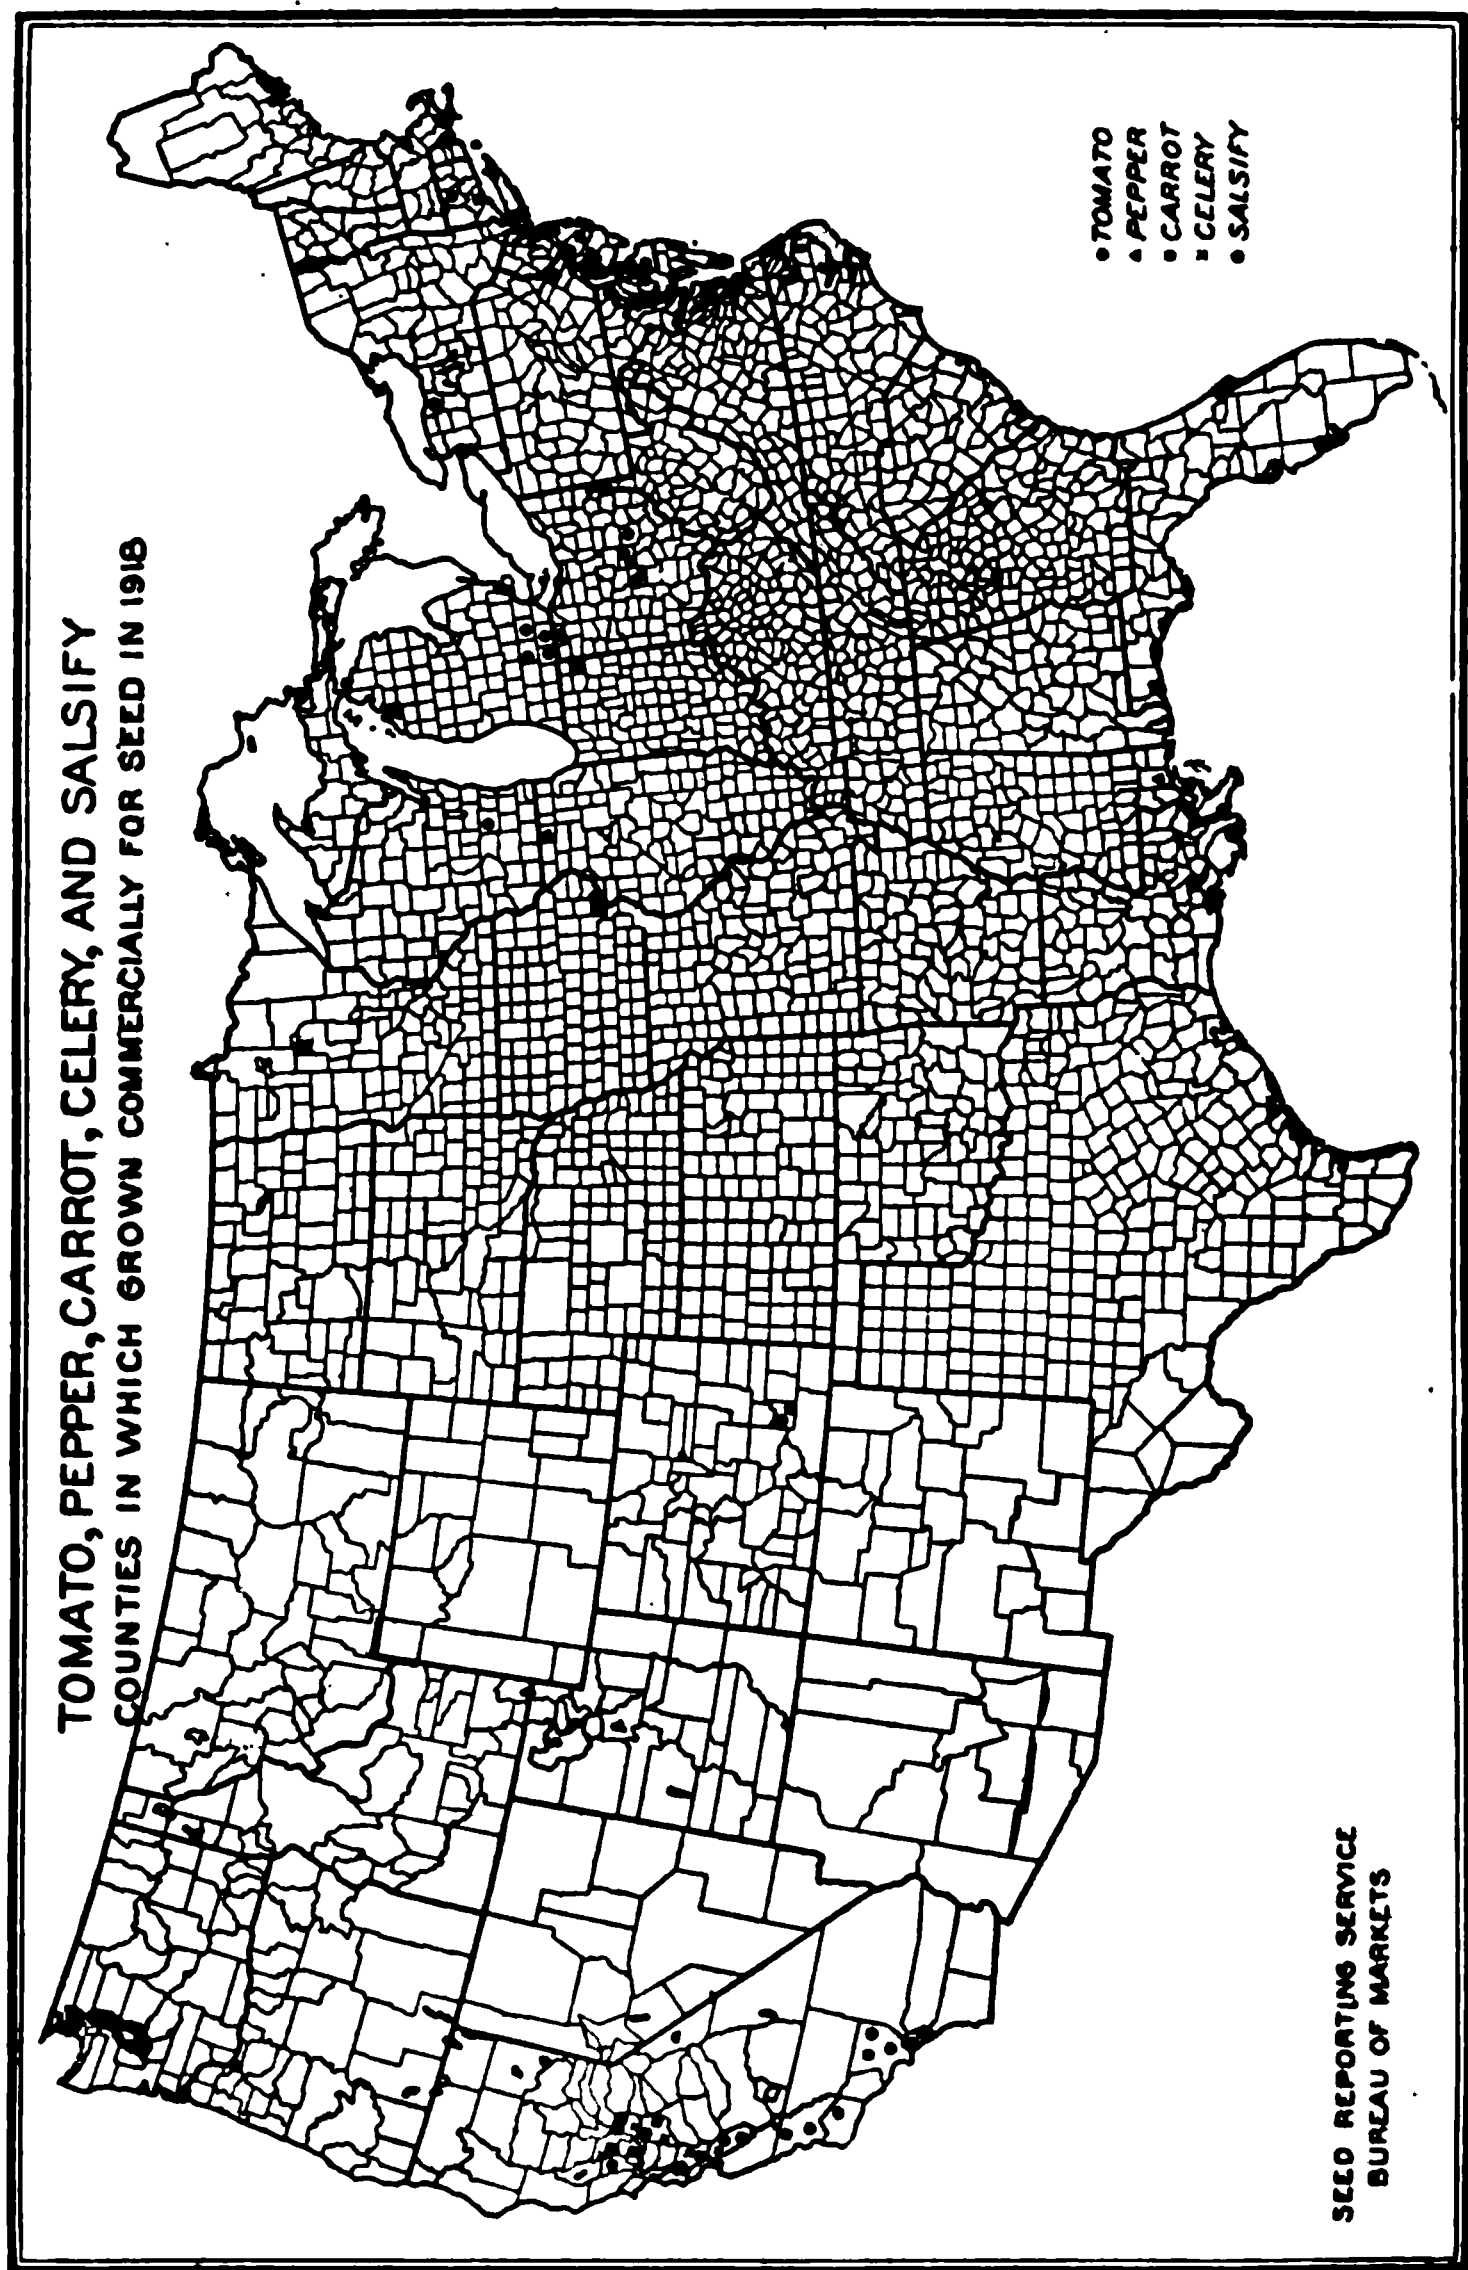 TOMATO, PEPPER, CARROT, CELERY, AND SALSIFY
COUNTIES IN WHICH GROWN COMMERCIALLY FOR SEED IN 1918
TOMATO
PEPPER
CARROT
CELERY
SALSIFY
SEED REPORTING SERVICE
BUREAU OF MARKETS